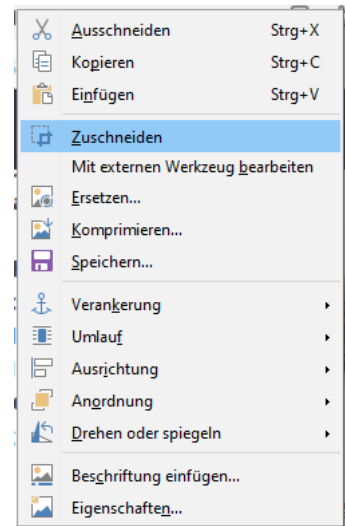 Ausschneiden Strg+X
Kopieren Strg+C
Einfügen Strg+V
Zuschneiden
Mit externen Werkzeug bearbeiten
Ersetzen...
Komprimieren...
Speichern...
Verankerung
Umlauf
Ausrichtung
Anordnung
Drehen oder spiegeln
Beschriftung einfügen...
Eigenschaften...